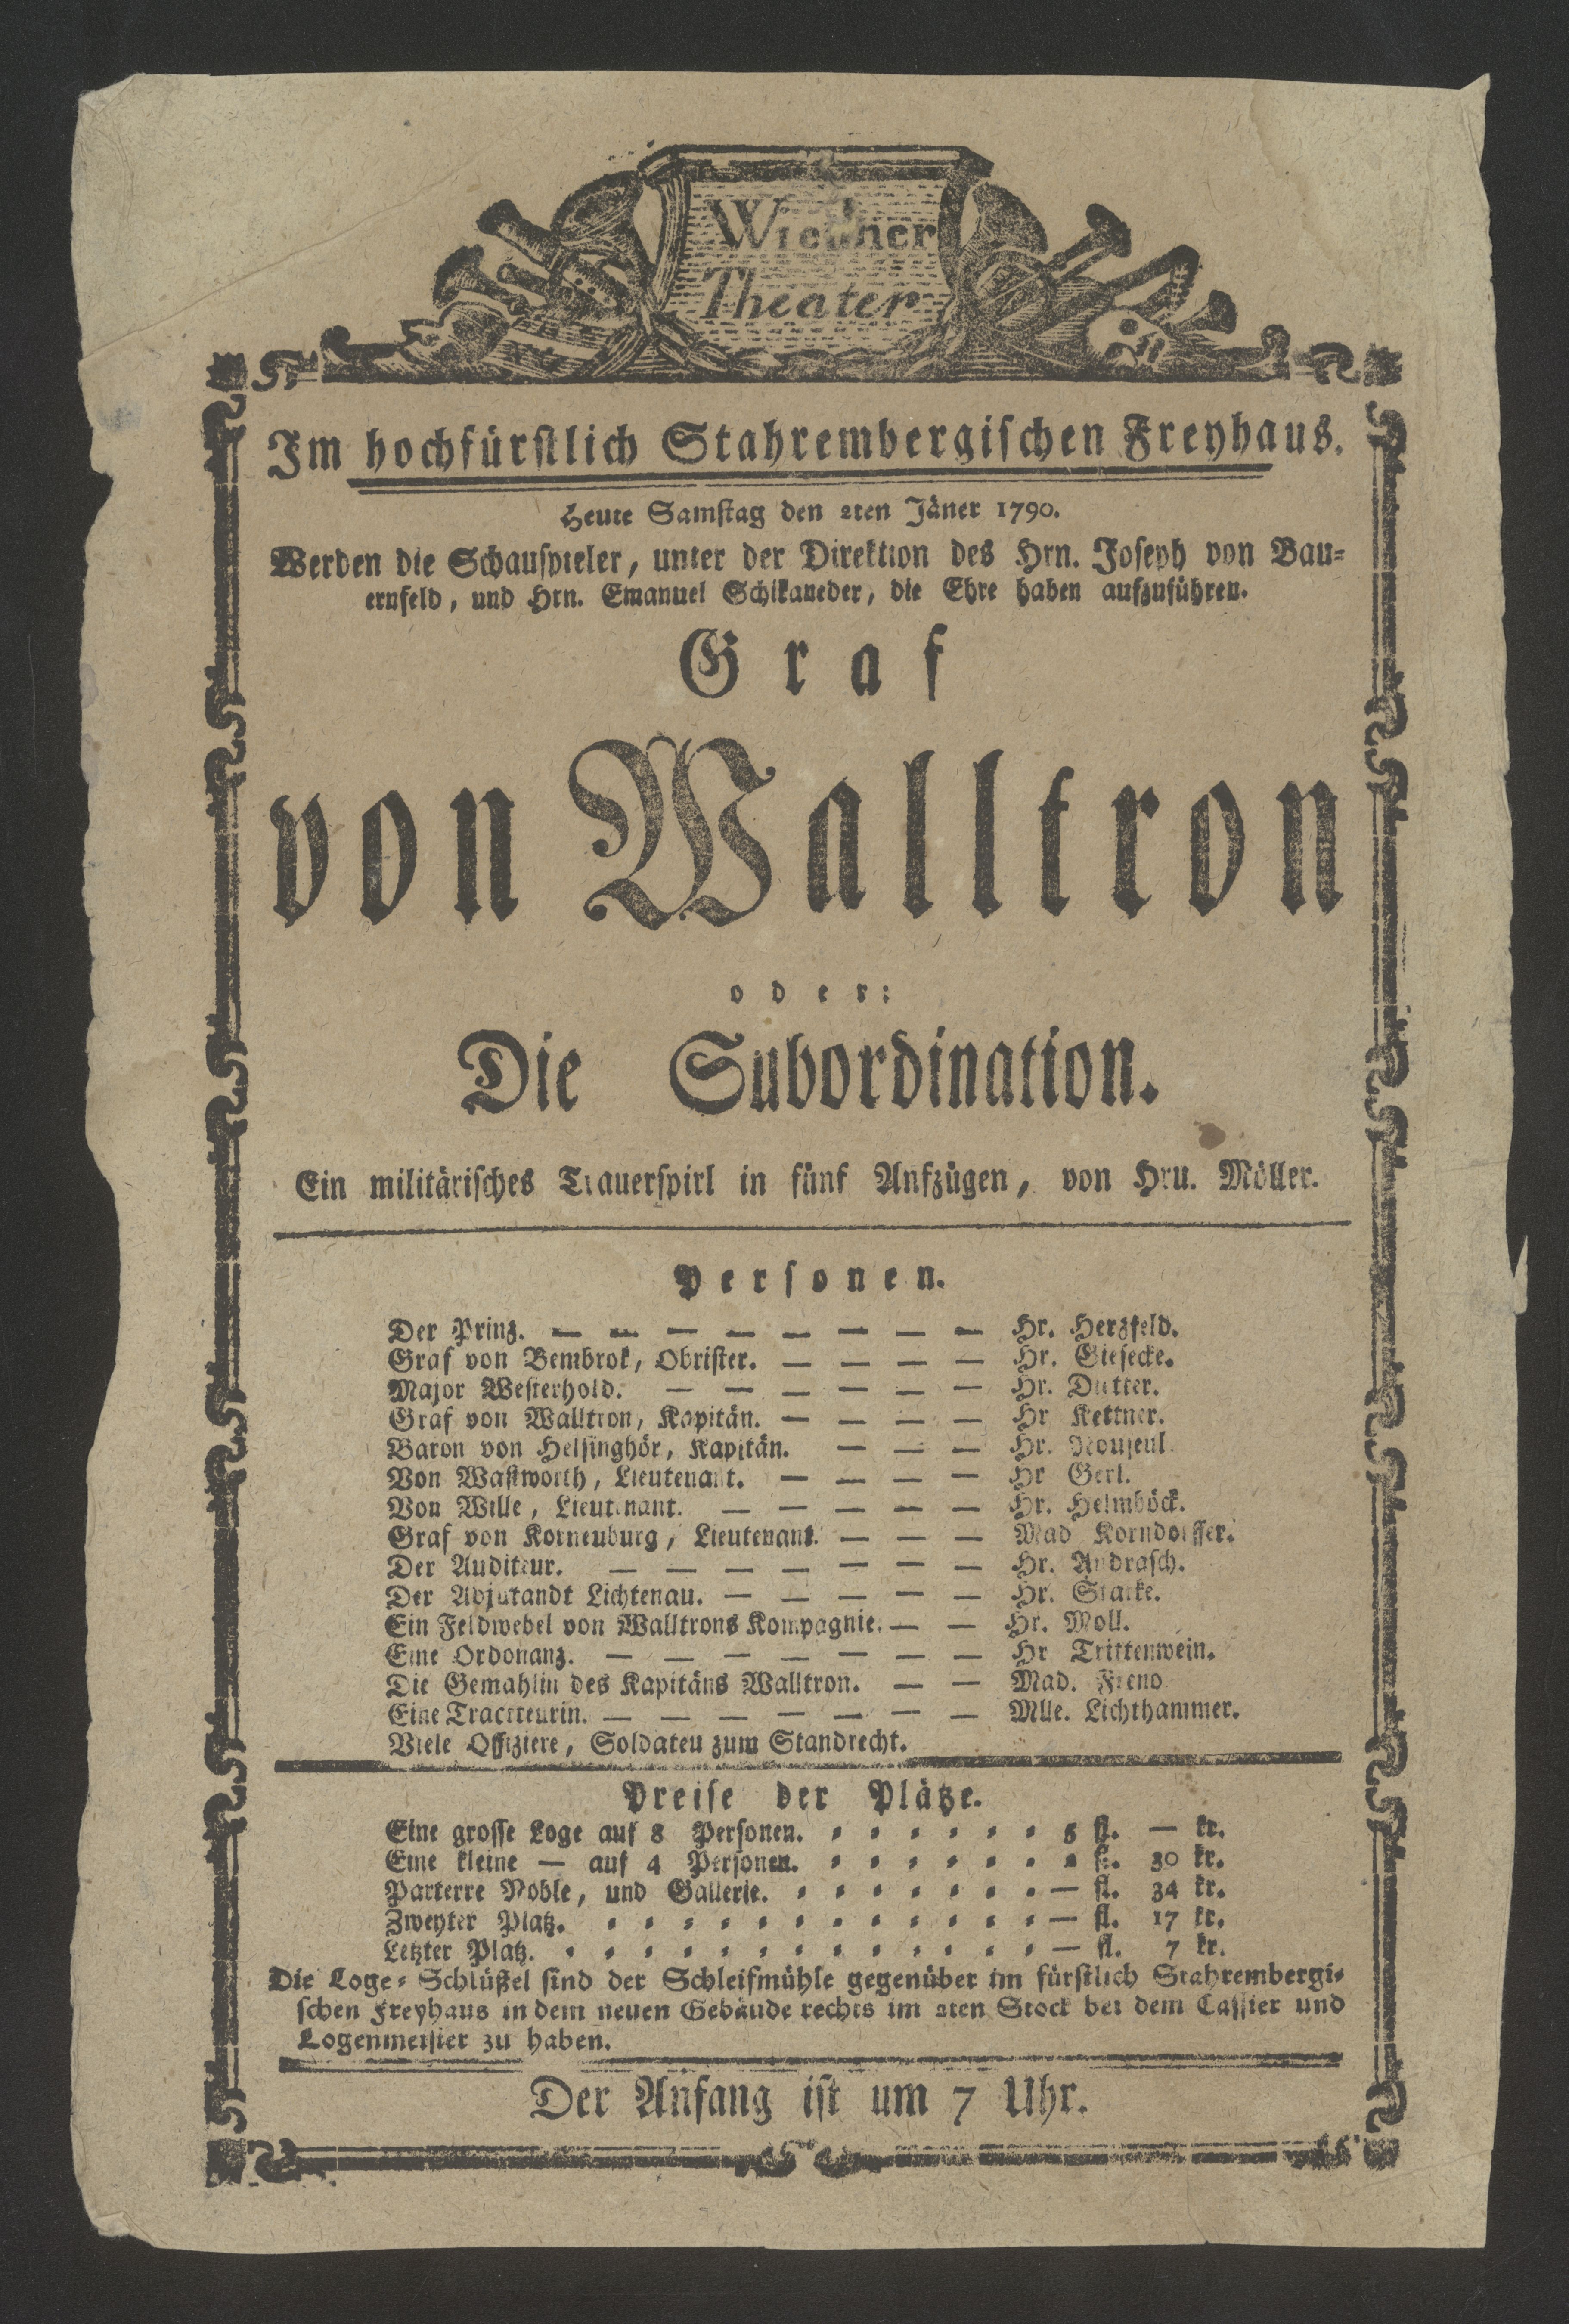 Wiedner
Theater
Im hochfürstlich Stahrembergischen Freyhaus.
Heute Samstag den 2ten Jäner 1790.
Werden die Schauspieler, unter der Direktion des Hrn. Joseph von Bau-
ernfeld, und Hrn. Emanuel Schikaneder, die Ehre haben aufzuführen.
Graf
von Walltron
oder:
Die Subordination.
Ein militärisches Trauerspirl in fünf Aufzügen, von Hru. Möller.
Personen.
Der Prinz. — — — — — — — — Hr. Herzfeld.
Graf von Bembrok, Obrister. — — — — Hr. Giesecke.
Major Westerhold. — — — — — — Hr. Dutter.
Graf von Walltron, Kapitän. — — — — Hr Kettner.
Baron von Helsinghör, Kapitän. — — — Hr. Nouseul.
Von Wastworth, Lieutenant. — — — — Hr Gerl.
Von Wille, Lieutenant. — — — — — Hr. Helmböck.
Graf von Korneuburg, Lieutenant. — — — Mad Korndorffer.
Der Auditeur. — — — — — — — Hr. Andrasch.
Der Adjutandt Lichtenau. — — — — — Hr. Starke.
Ein Feldwebel von Walltrons Kompagnie. — — Hr. Moll.
Eine Ordonanz. — — — — — — — Hr Trittenwein.
Die Gemahlin des Kapitäns Walltron. — — Mad.
Eine Tractteurin. — — — — — — — Mlle. Lichthammer.
Viele Offiziere, Soldaten zum Standrecht.
Preise der Plätze.
Eine grosse Loge auf 8 Personen. 5 fl. — kr.
Eine kleine — auf 4 Personen. 2 fl. 30 kr.
Parterre Noble, und Gallerie. — fl. 34 kr.
Zweyter Platz. — fl. 17 kr.
Letzter Platz. — fl. 7 kr.
Die Loge-Schlüßel sind der Schleifmühle gegenüber im fürstlich Stahrembergi-
schen Freyhaus in dem neuen Gebäude rechts im 2ten Stock bei dem Cassier und
Logenmeister zu haben.
Der Anfang ist um 7 Uhr.